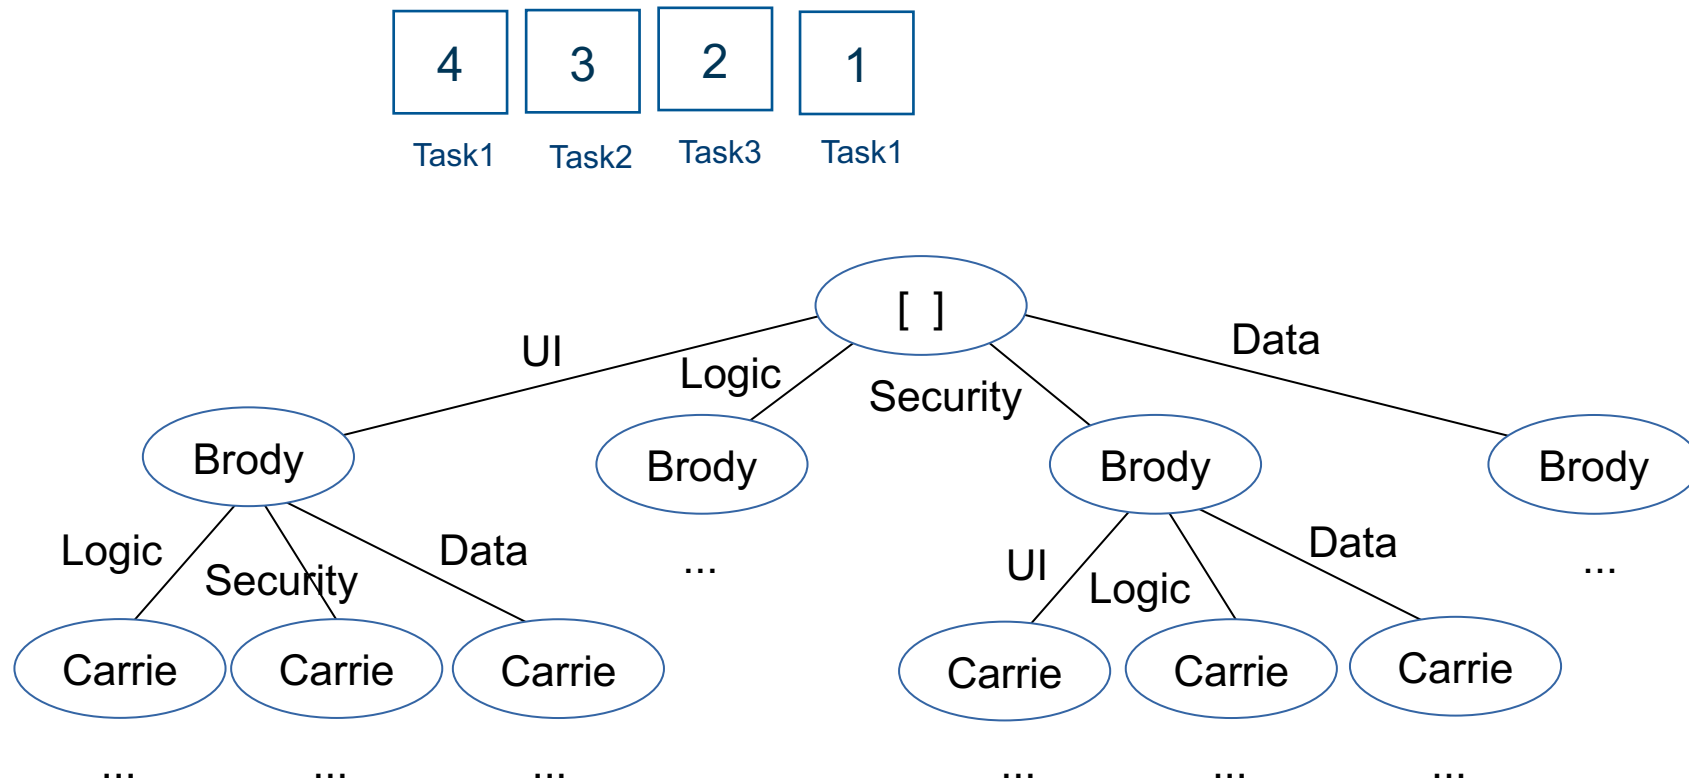 4 3 2 1
Task1 Task2 Task3 Task1
[ ]
UI Logic Security Data
Brody Brody Brody Brody
Logic Security Data ... UI Logic Data ...
Carrie Carrie Carrie Carrie Carrie Carrie
... ... ... ... ... ...